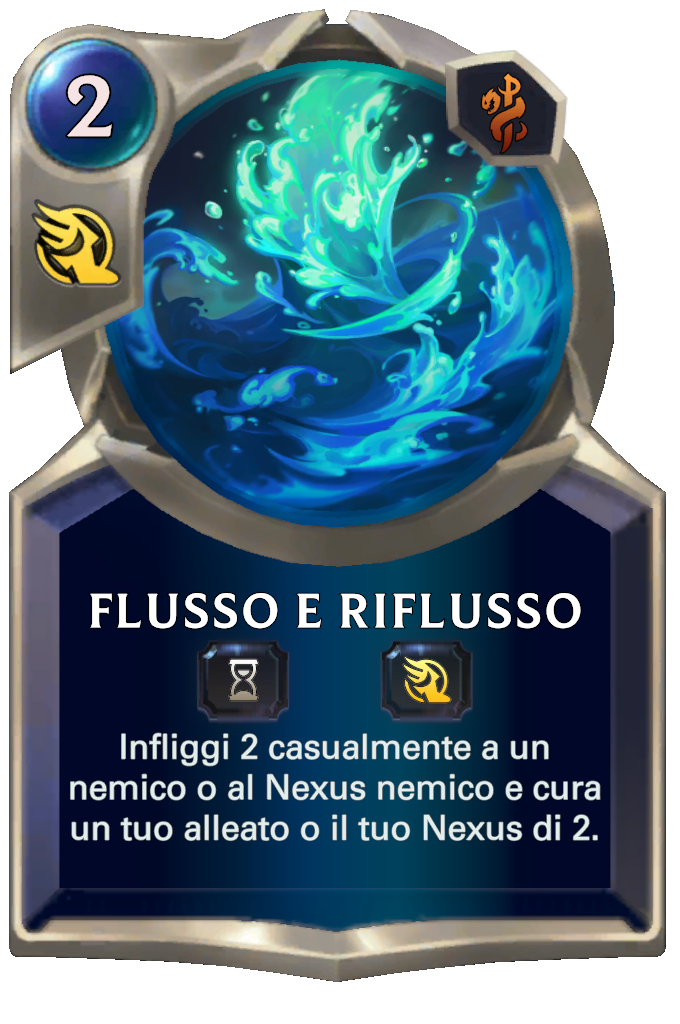 2
FLUSSO E RIFLUSSO
Infliggi 2 casualmente a un
nemico o al Nexus nemico e cura
un tuo alleato o il tuo Nexus di 2.